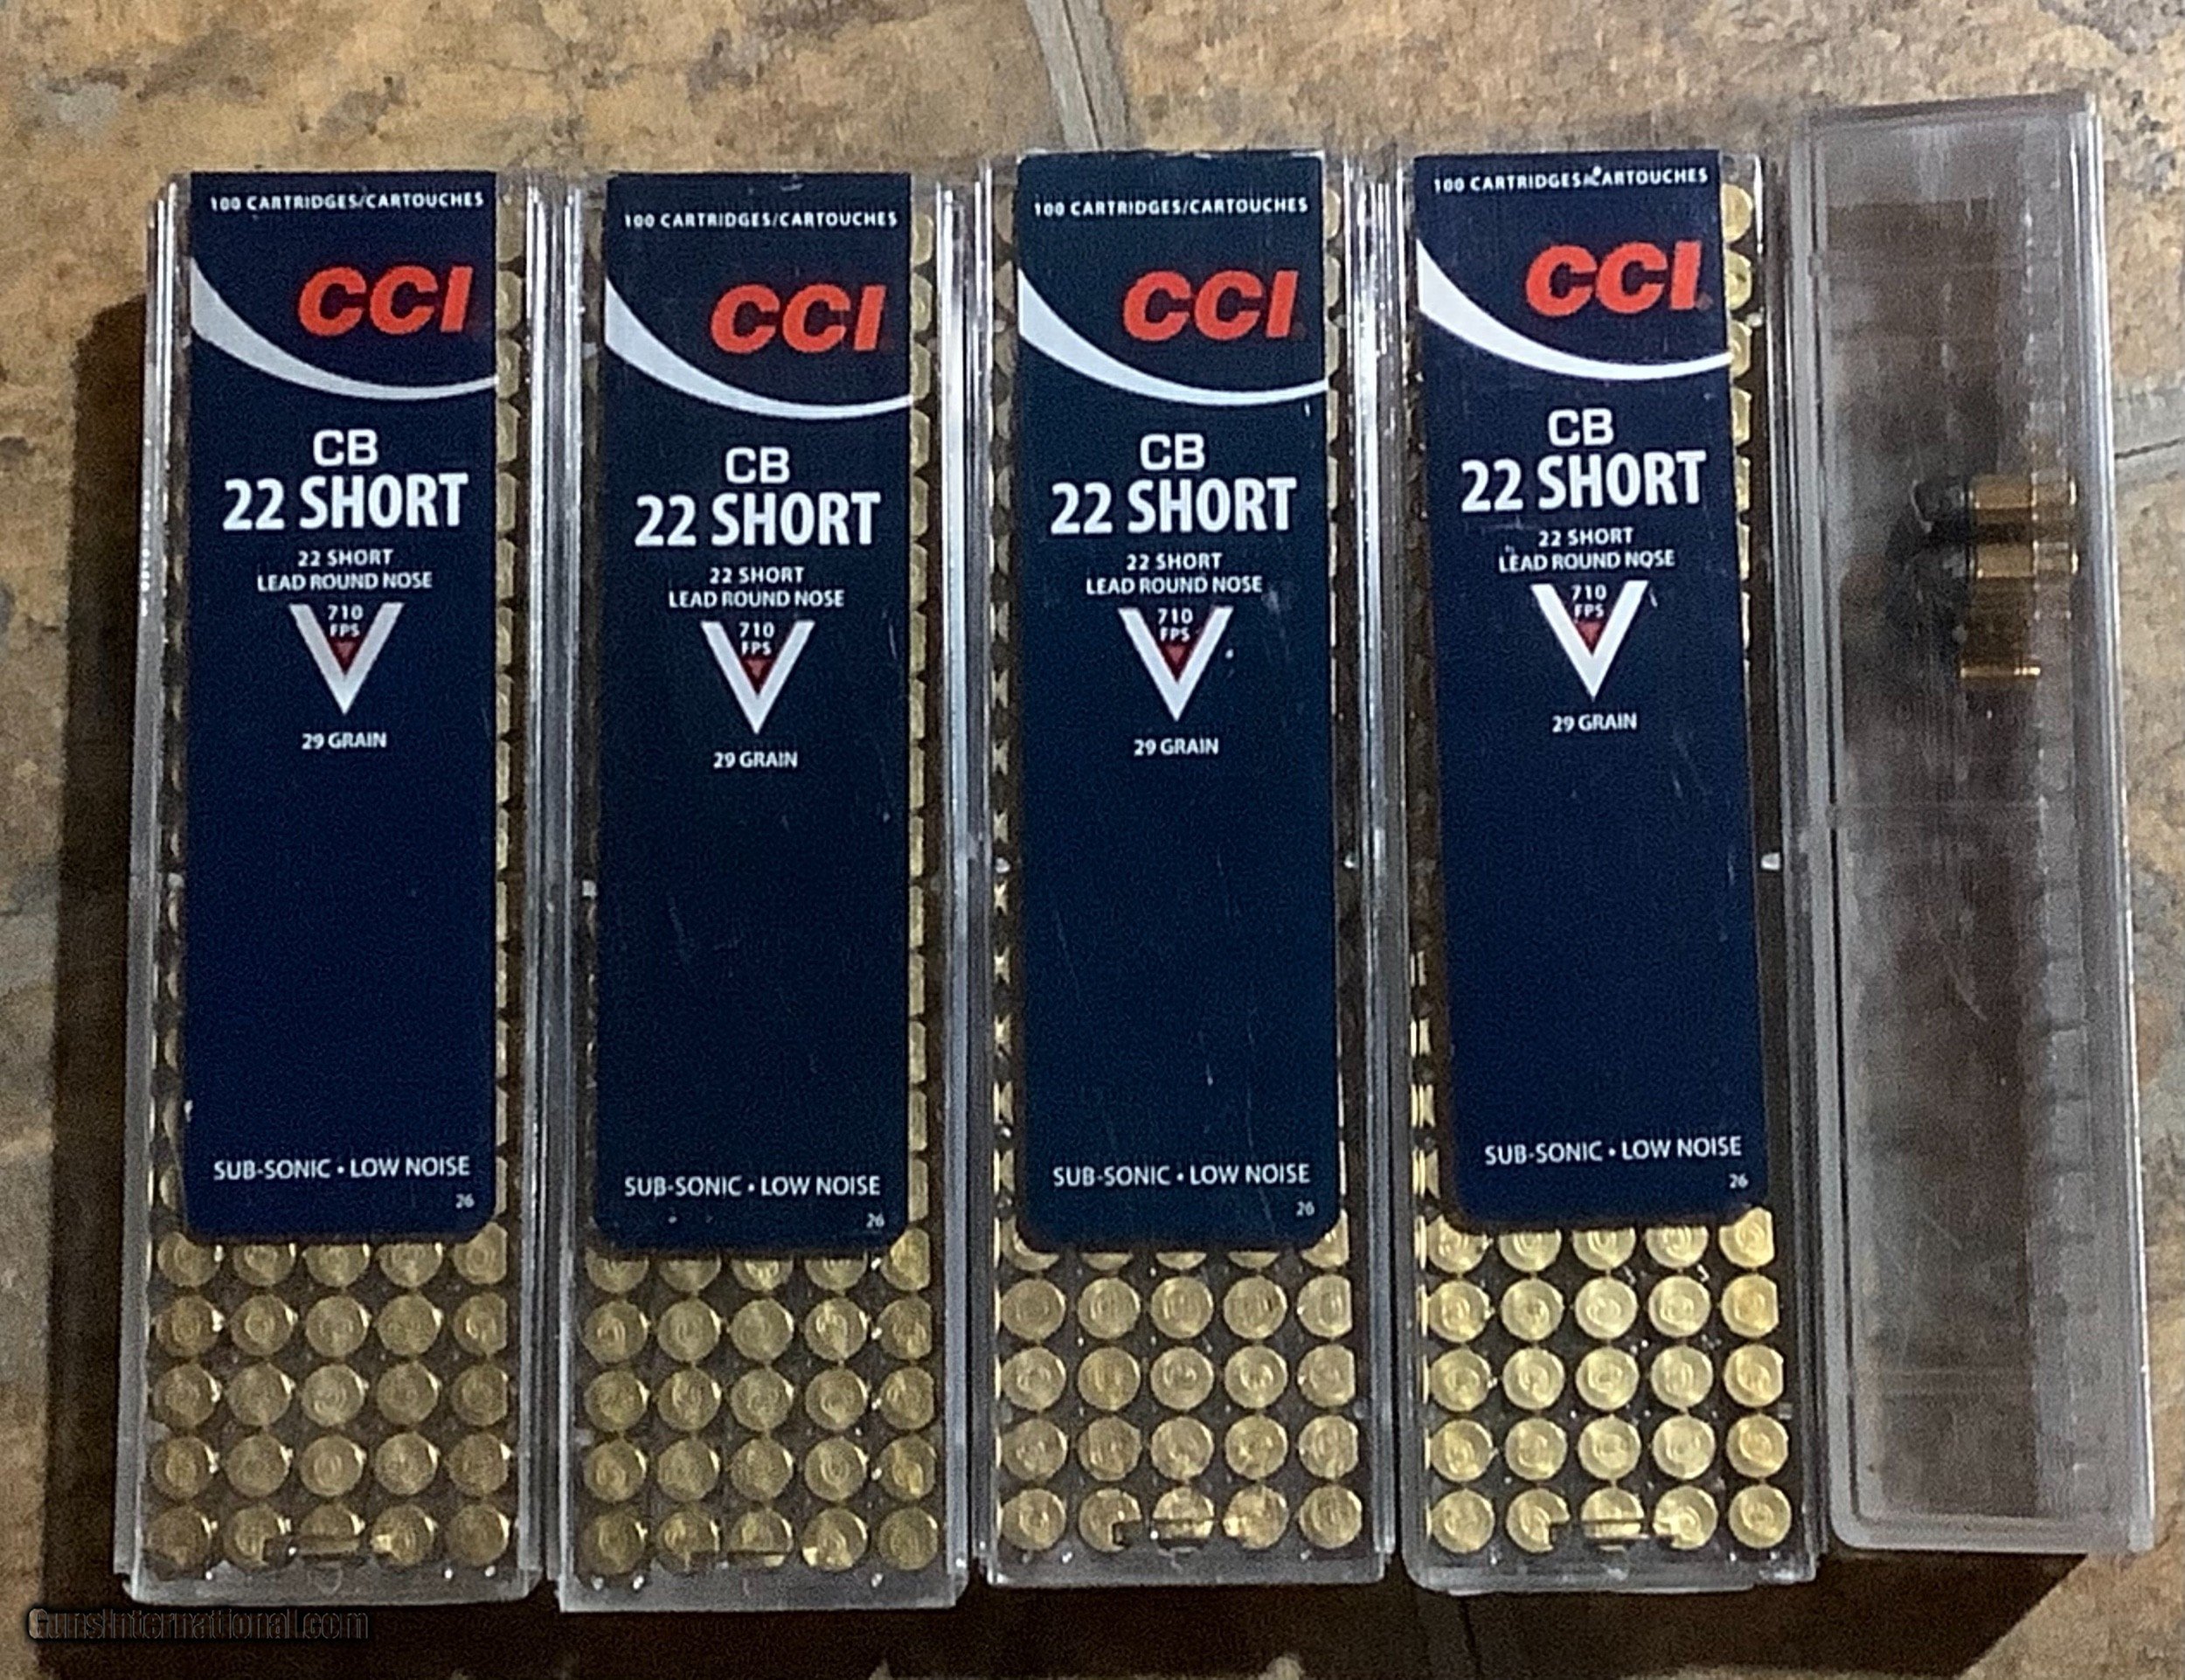 100 CARTRIDGES/CARTOUCHES
CCI
CB
22 SHORT
22 SHORT
LEAD ROUND NOSE
710
FPS
29 GRAIN
SUB-SONIC • LOW NOISE
26
100 CARTRIDGES/CARTOUCHES
CCI
CB
22 SHORT
22 SHORT
LEAD ROUND NOSE
710
FPS
29 GRAIN
SUB-SONIC • LOW NOISE
26
100 CARTRIDGES/CARTOUCHES
CCI
CB
22 SHORT
22 SHORT
LEAD ROUND NOSE
710
FPS
29 GRAIN
SUB-SONIC • LOW NOISE
26
100 CARTRIDGES/CARTOUCHES
CCI
CB
22 SHORT
22 SHORT
LEAD ROUND NOSE
710
FPS
29 GRAIN
SUB-SONIC • LOW NOISE
26
GunsInternational.com